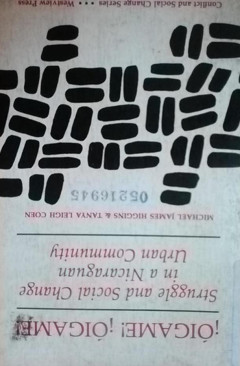 ¡ÓIGAME! ¡ÓIGAME!
Struggle and Social Change
in a Nicaraguan
Urban Community
MICHAEL JAMES HIGGINS & TANYA LEIGH COEN
05216945
Conflict and Social Change Series • • • Westview Press